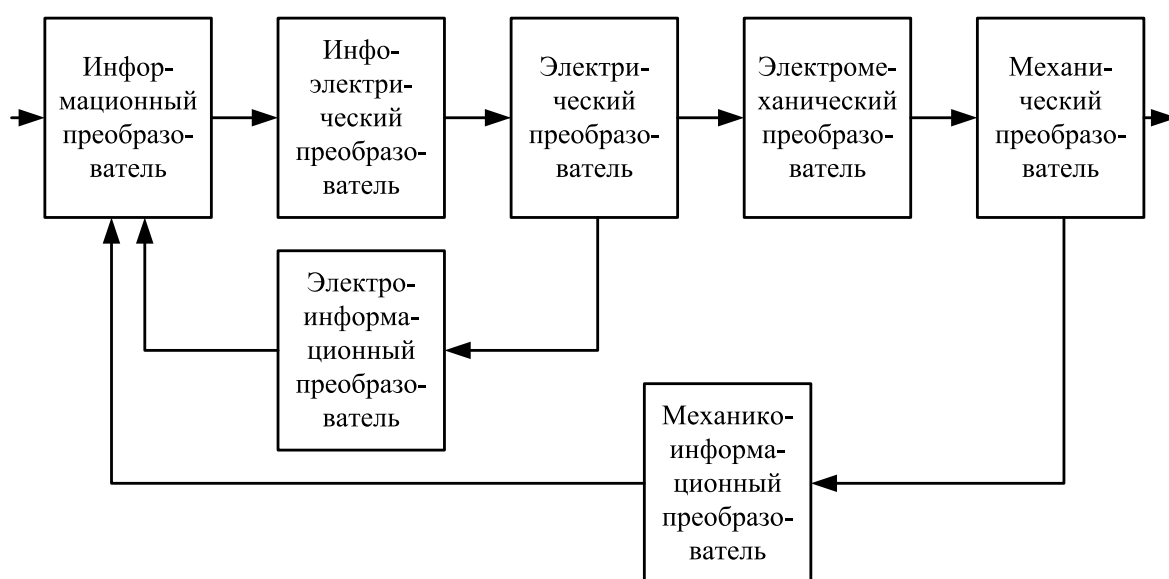 Инфор-
мационный
преобразо-
ватель
Инфо-
электри-
ческий
преобразо-
ватель
Электри-
ческий
преобразо-
ватель
Электроме-
ханический
преобразо-
ватель
Механи-
ческий
преобразо-
ватель
Электро-
информа-
ционный
преобразо-
ватель
Механико-
информа-
ционный
преобразо-
ватель